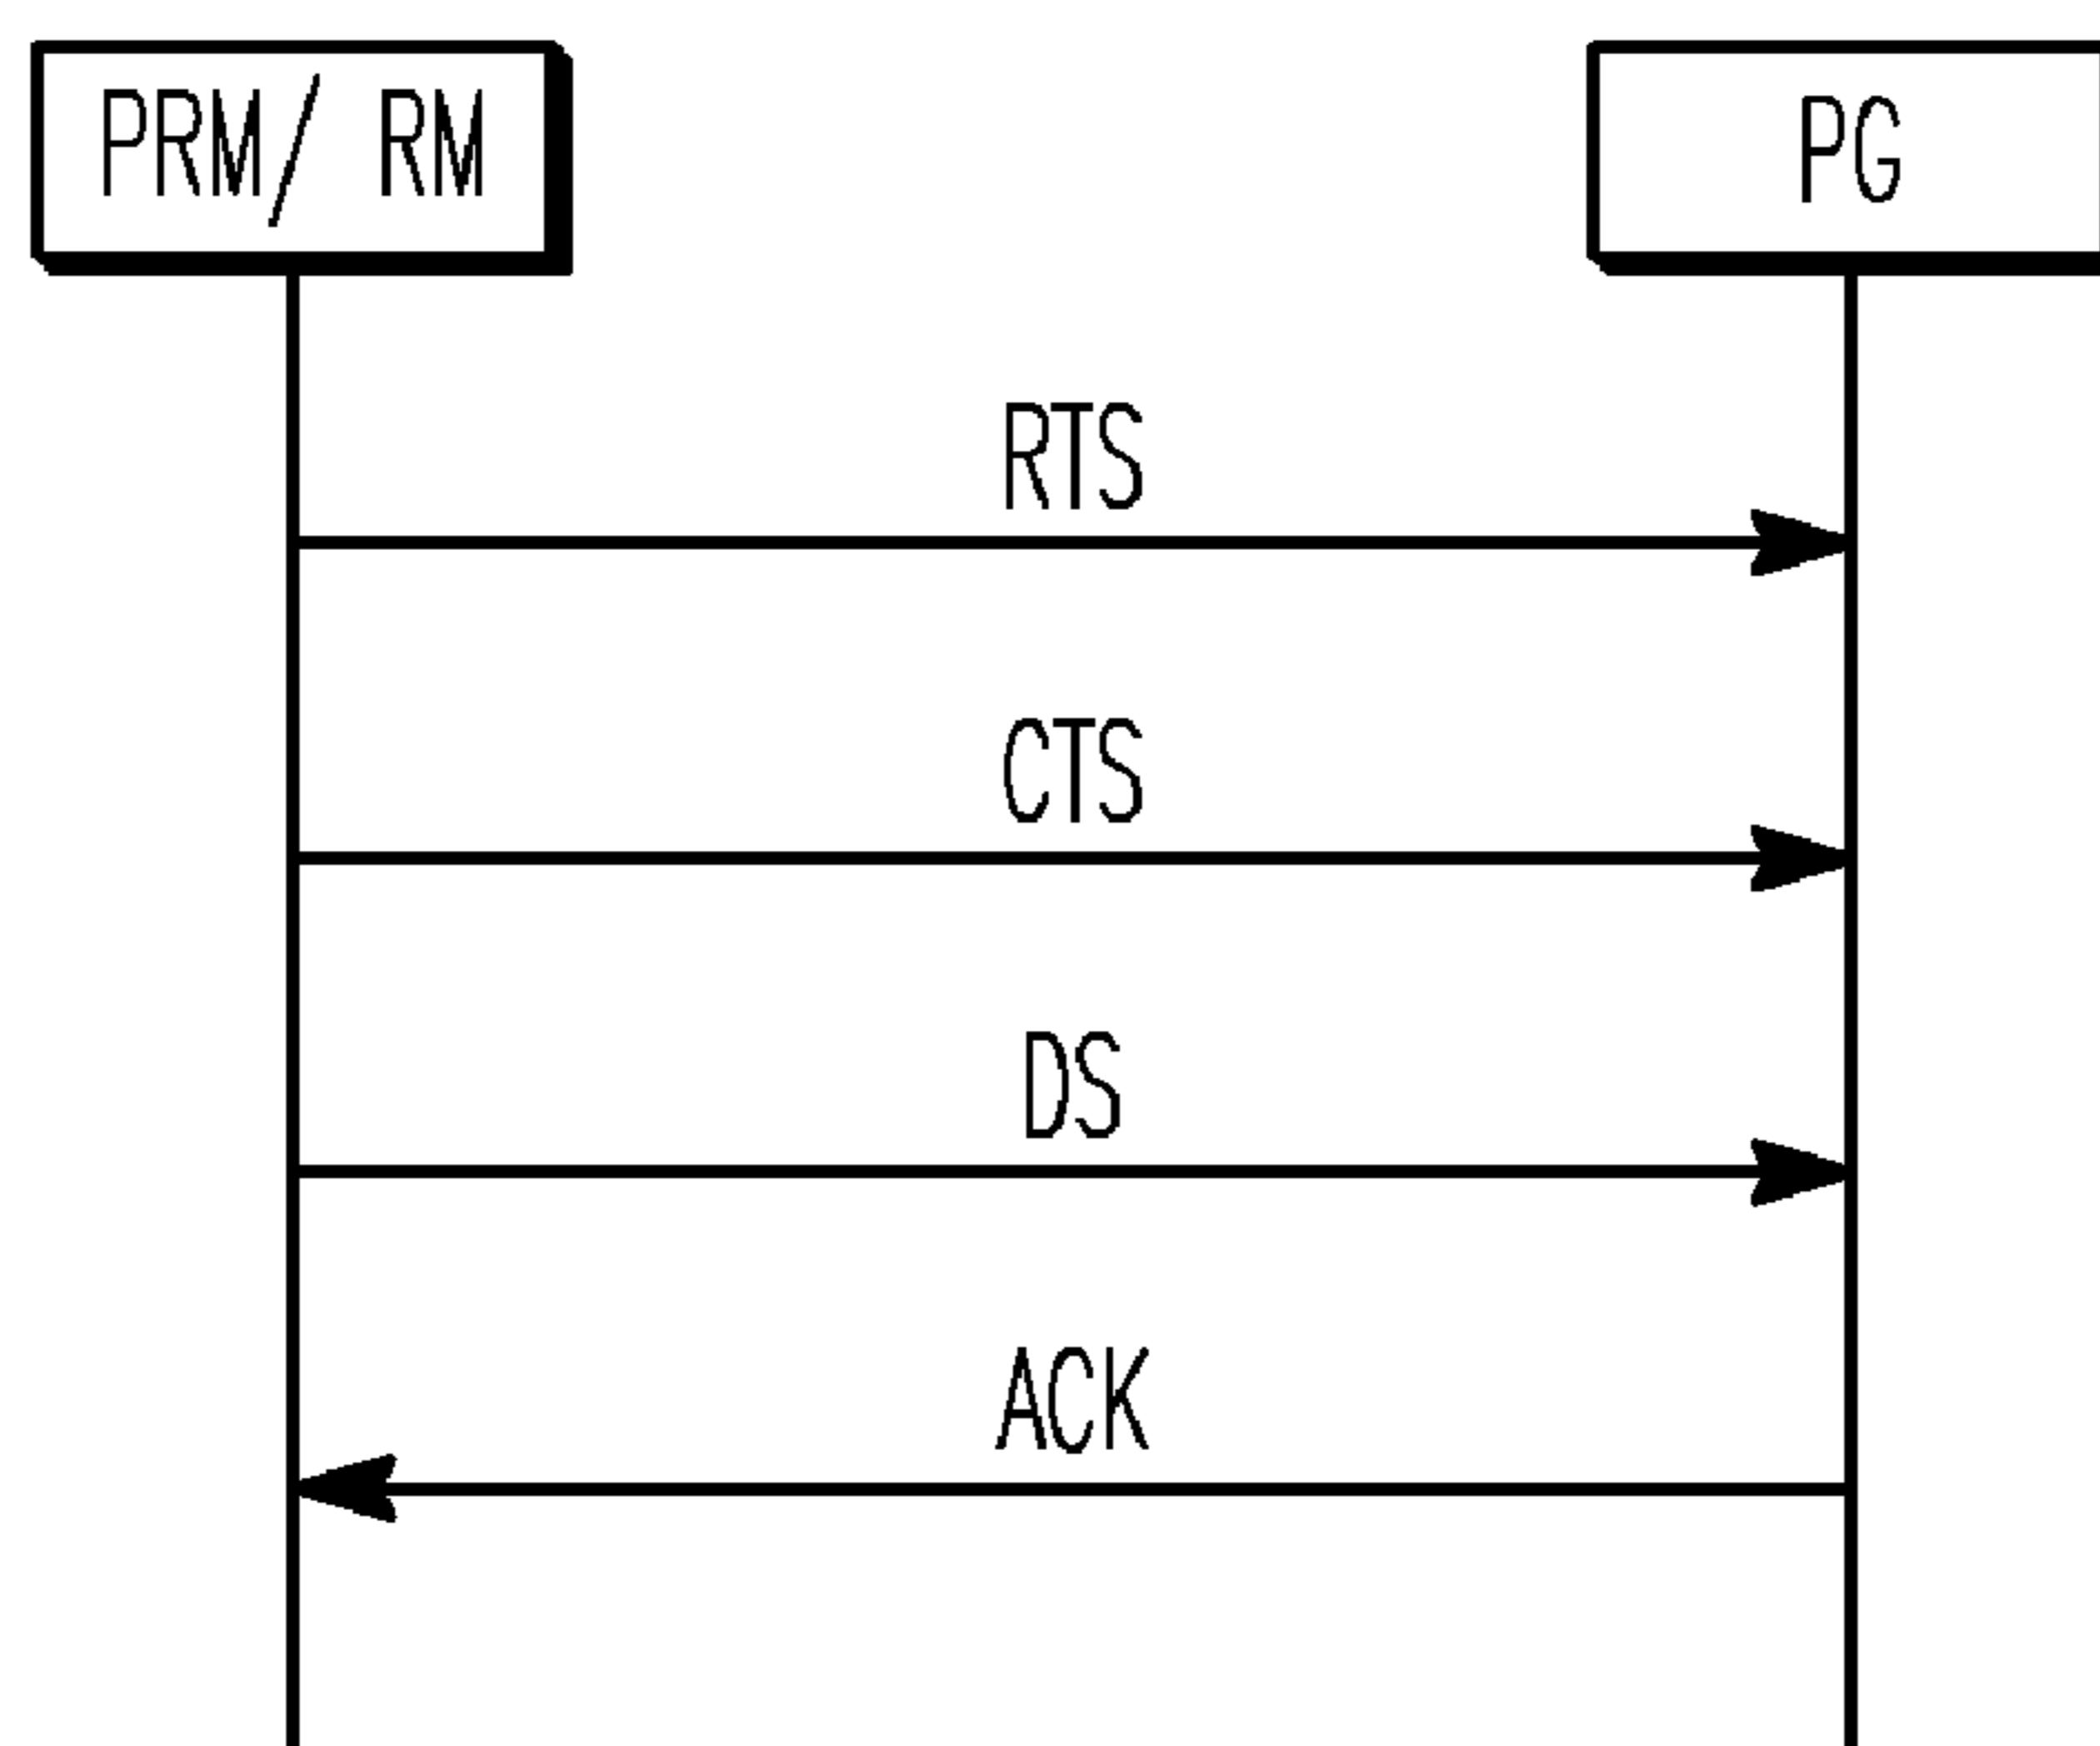 PRM/ RM
PG
RTS
CTS
DS
ACK